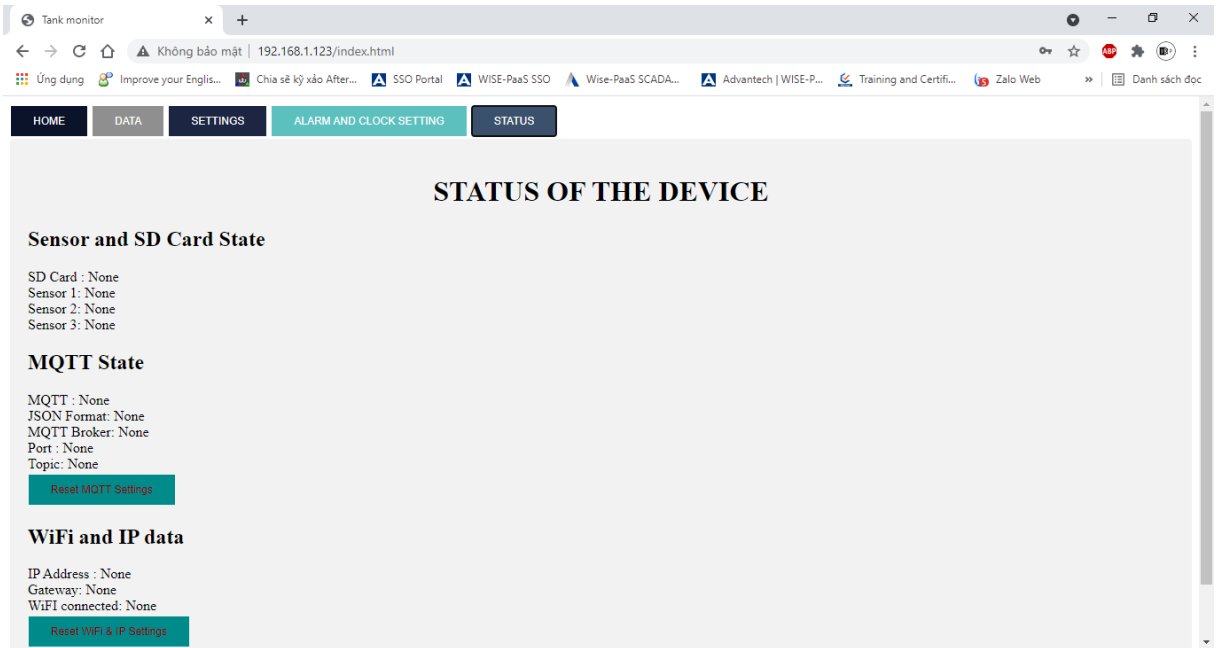 Tank monitor
Không bảo mật | 192.168.1.123/index.html
ABP
Ứng dụng Improve your Englis... Chia sẽ kỹ xảo After... SSO Portal WISE-PaaS SSO Wise-PaaS SCADA... Advantech | WISE-P... Training and Certifi... Zalo Web » Danh sách đọc
HOME DATA SETTINGS ALARM AND CLOCK SETTING STATUS
STATUS OF THE DEVICE
Sensor and SD Card State
SD Card : None
Sensor 1: None
Sensor 2: None
Sensor 3: None
MQTT State
MQTT : None
JSON Format: None
MQTT Broker: None
Port : None
Topic: None
Reset MQTT Settings
WiFi and IP data
IP Address : None
Gateway: None
WiFI connected: None
Reset WiFi & IP Settings